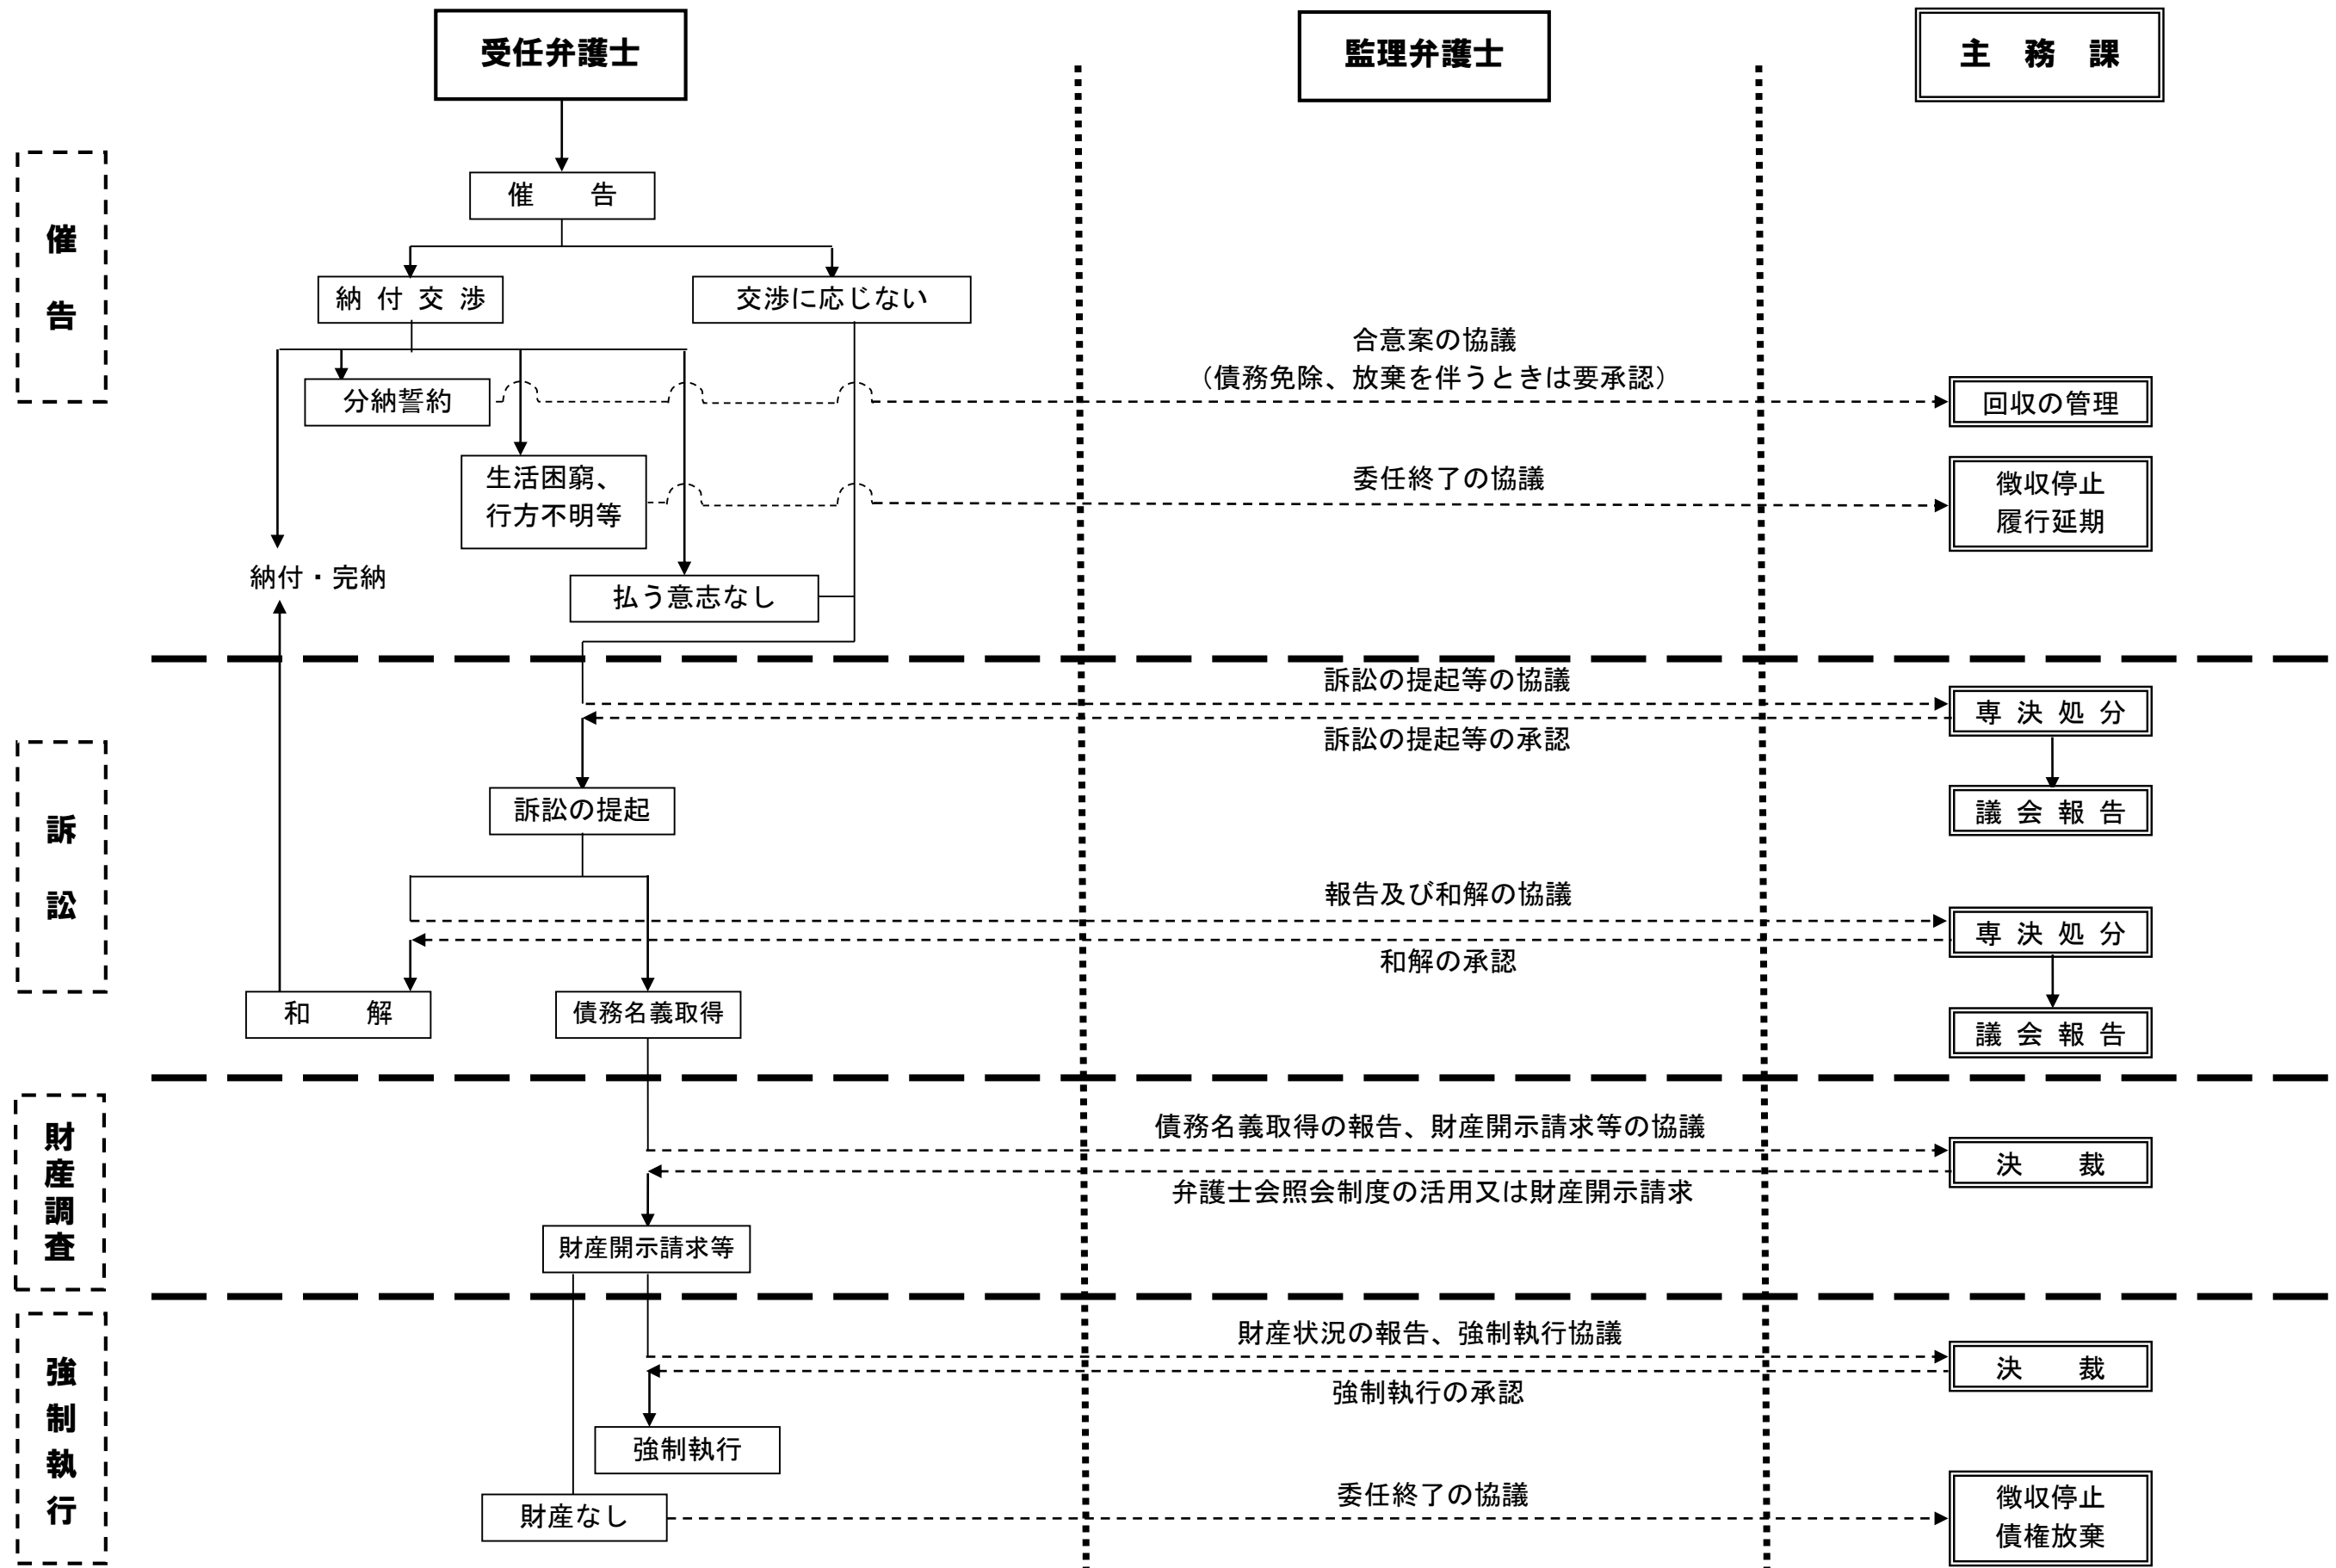 受任弁護士
監理弁護士
主　務　課
催告
催　　告
納 付 交 渉
交渉に応じない
合意案の協議
（債務免除、放棄を伴うときは要承認）
分納誓約
回収の管理
生活困窮、
行方不明等
委任終了の協議
徴収停止
履行延期
納付・完納
払う意志なし
訴訟
訴訟の提起等の協議
専 決 処 分
訴訟の提起等の承認
訴訟の提起
議 会 報 告
報告及び和解の協議
専 決 処 分
和解の承認
和　　解
債務名義取得
議 会 報 告
財産調査
債務名義取得の報告、財産開示請求等の協議
決　　裁
弁護士会照会制度の活用又は財産開示請求
財産開示請求等
強制執行
財産状況の報告、強制執行協議
決　　裁
強制執行の承認
強制執行
委任終了の協議
財産なし
徴収停止
債権放棄